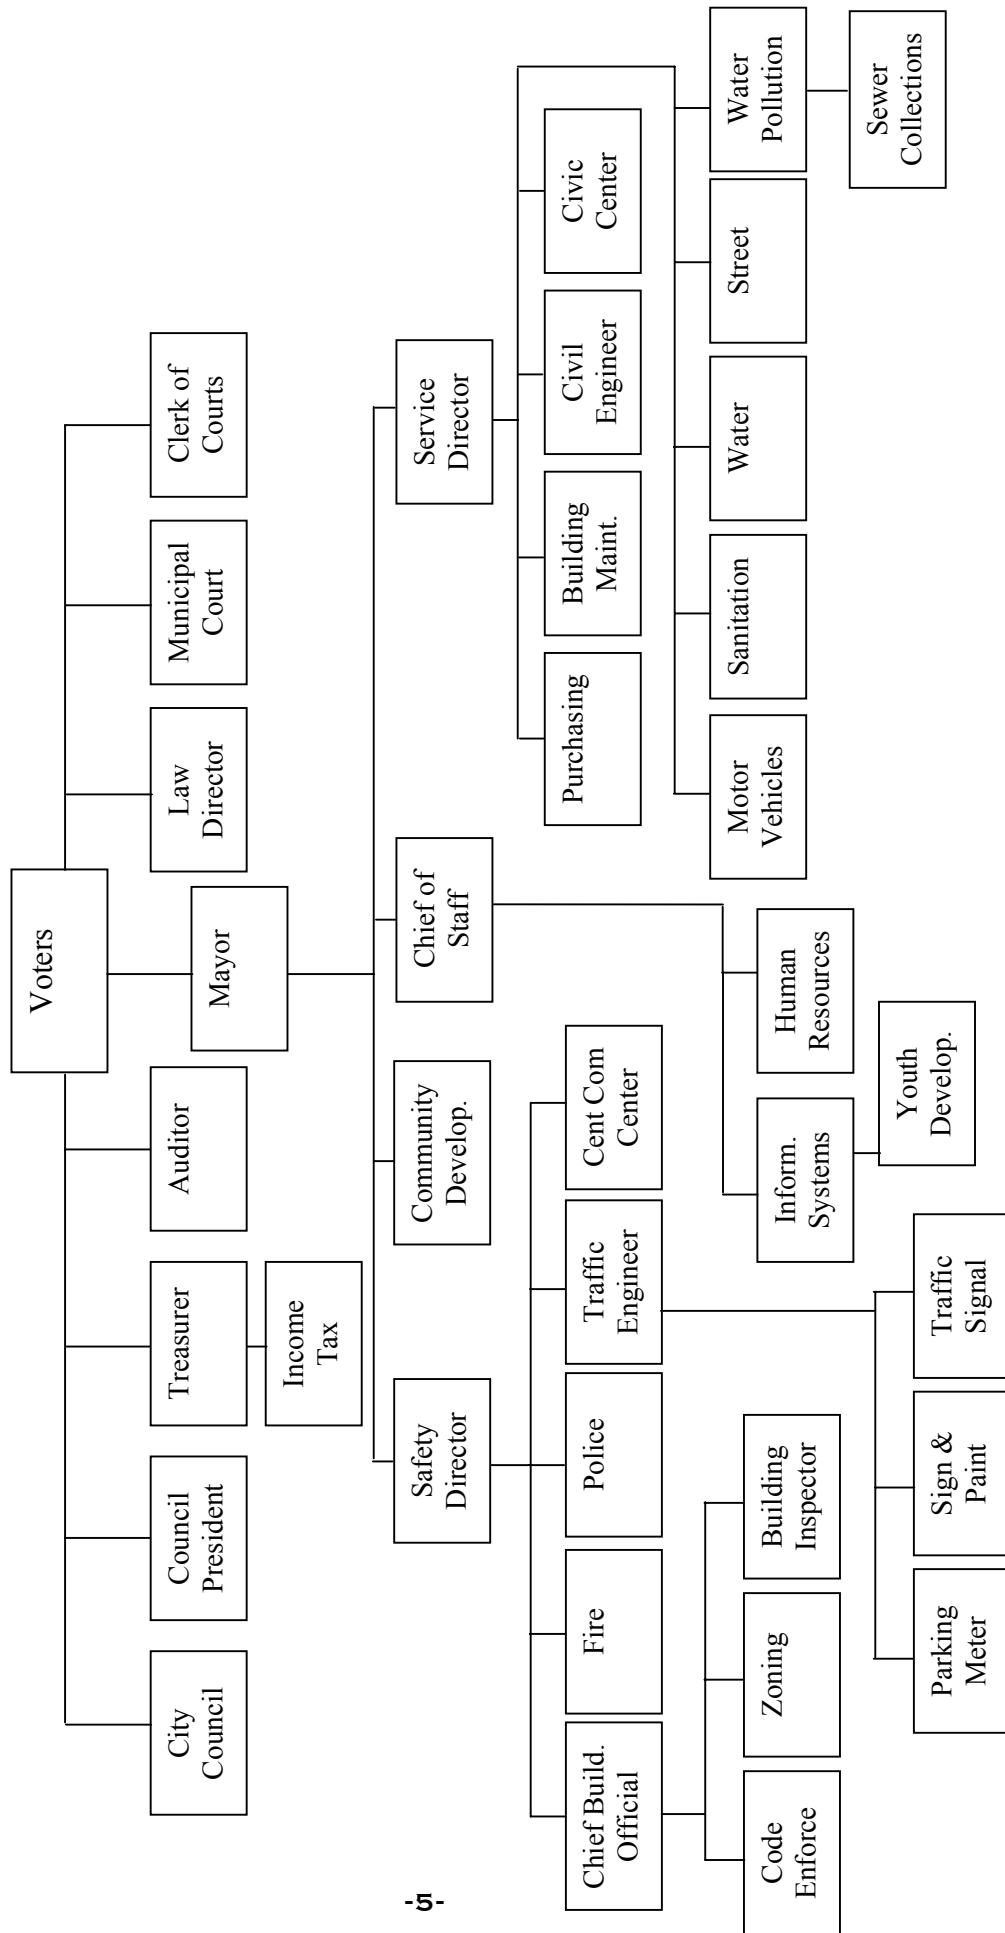 Voters
City
Council
Council
President
Treasurer
Auditor
Mayor
Law
Director
Municipal
Court
Clerk of
Courts
Income
Tax
Safety
Director
Community
Develop.
Chief of
Staff
Service
Director
Chief Build.
Official
Fire
Police
Traffic
Engineer
Cent Com
Center
Purchasing
Building
Maint.
Civil
Engineer
Civic
Center
Code
Enforce
Zoning
Building
Inspector
Inform.
Systems
Human
Resources
Motor
Vehicles
Sanitation
Water
Street
Water
Pollution
Parking
Meter
Sign &
Paint
Traffic
Signal
Youth
Develop.
Sewer
Collections
-5-